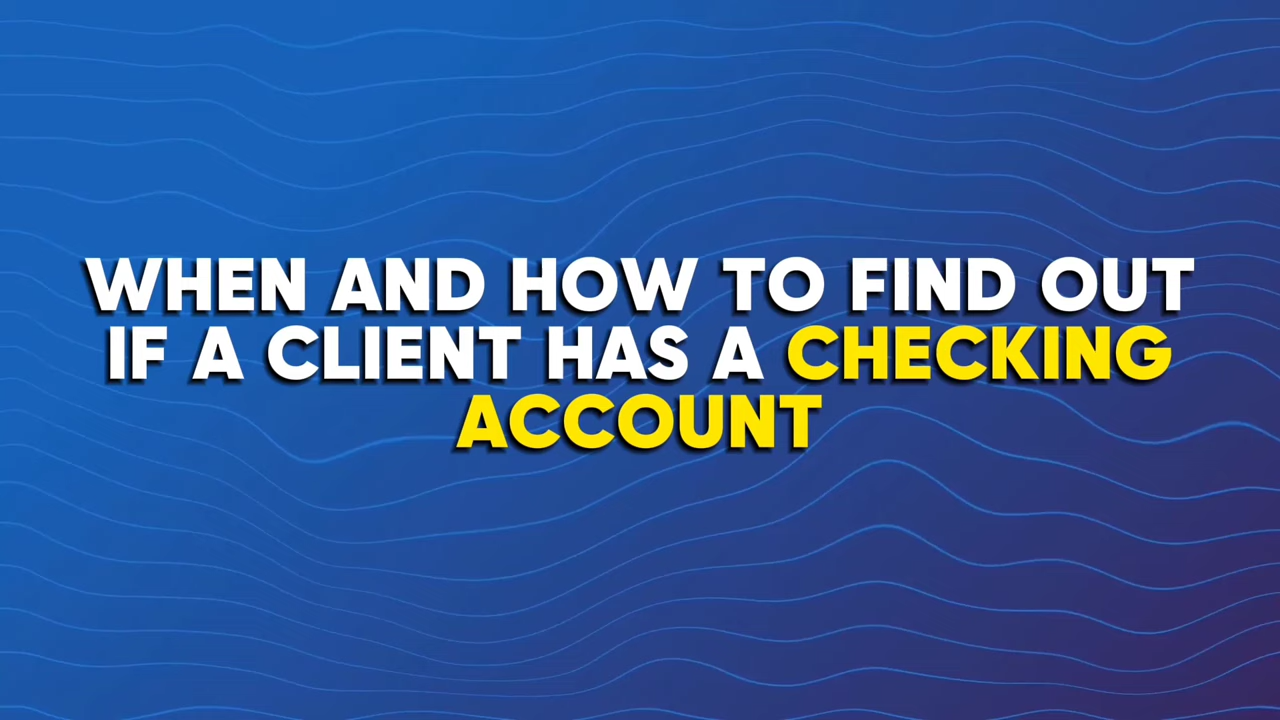 WHEN AND HOW TO FIND OUT
IF A CLIENT HAS A CHECKING
ACCOUNT